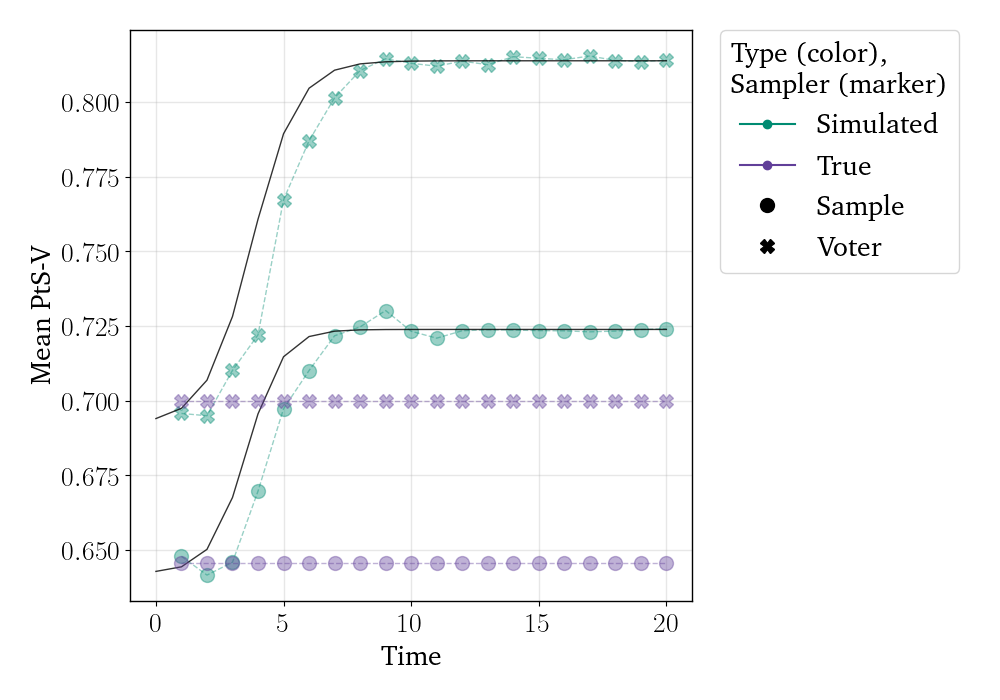 Mean PtS-V
0.800
0.775
0.750
0.725
0.700
0.675
0.650
0
5
10
15
20
Time
Type (color),
Sampler (marker)
Simulated
True
Sample
Voter